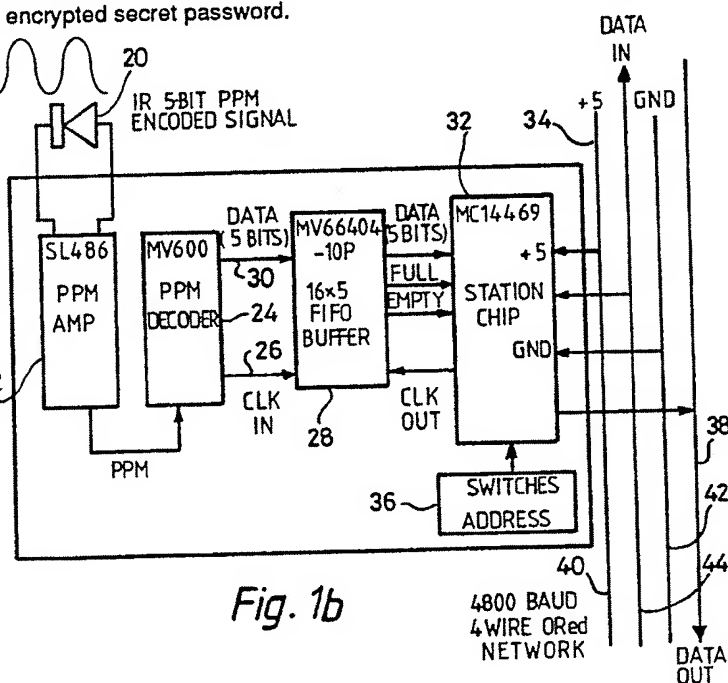 encrypted secret password.
20
IR 5-BIT PPM
ENCODED SIGNAL
DATA
IN
+5
GND
34
32
SL486
PPM
AMP
MV600
PPM
DECODER
24
DATA
(5 BITS)
30
26
CLK
IN
MV66404
-10P
16×5
FIFO
BUFFER
28
DATA
(5BITS)
FULL
EMPTY
CLK
OUT
MC14469
+5
STATION
CHIP
GND
PPM
36
SWITCHES
ADDRESS
38
42
44
40
4800 BAUD
4 WIRE ORed
NETWORK
DATA
OUT
Fig. 1b